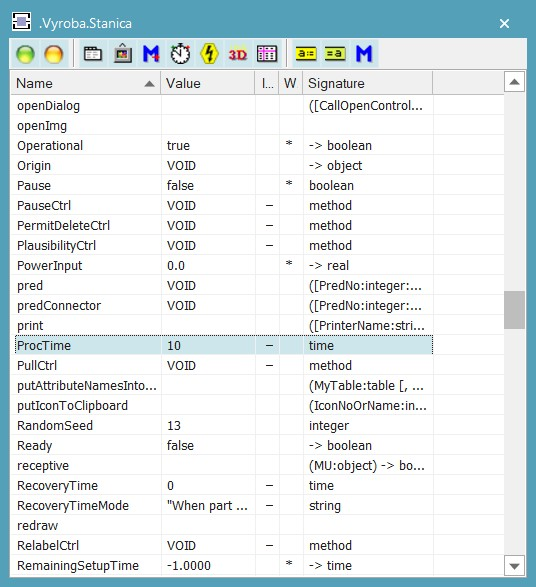 .Vyroba.Stanica
M 3D a:= =a M
Name Value I... W Signature
openDialog ([CallOpenControl...
openImg
Operational true * -> boolean
Origin VOID -> object
Pause false * boolean
PauseCtrl VOID – method
PermitDeleteCtrl VOID – method
PlausibilityCtrl VOID – method
PowerInput 0.0 * -> real
pred VOID ([PredNo:integer:...
predConnector VOID ([PredNo:integer:...
print ([PrinterName:stri...
ProcTime 10 – time
PullCtrl VOID – method
putAttributeNamesInto... (MyTable:table [, ...
putIconToClipboard (IconNoOrName:in...
RandomSeed 13 integer
Ready false -> boolean
receptive (MU:object) -> bo...
RecoveryTime 0 – time
RecoveryTimeMode "When part ... – string
redraw
RelabelCtrl VOID – method
RemainingSetupTime -1.0000 * -> time